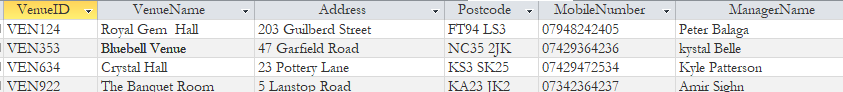 VenueID VenueName Address Postcode MobileNumber ManagerName
VEN124 Royal Gem Hall 203 Guilberd Street FT94 LS3 07948242405 Peter Balaga
VEN353 Bluebell Venue 47 Garfield Road NC35 2JK 07429364236 kystal Belle
VEN634 Crystal Hall 23 Pottery Lane KS3 SK25 07429472534 Kyle Patterson
VEN922 The Banquet Room 5 Lanstop Road KA23 JK2 07342364237 Amir Sighn